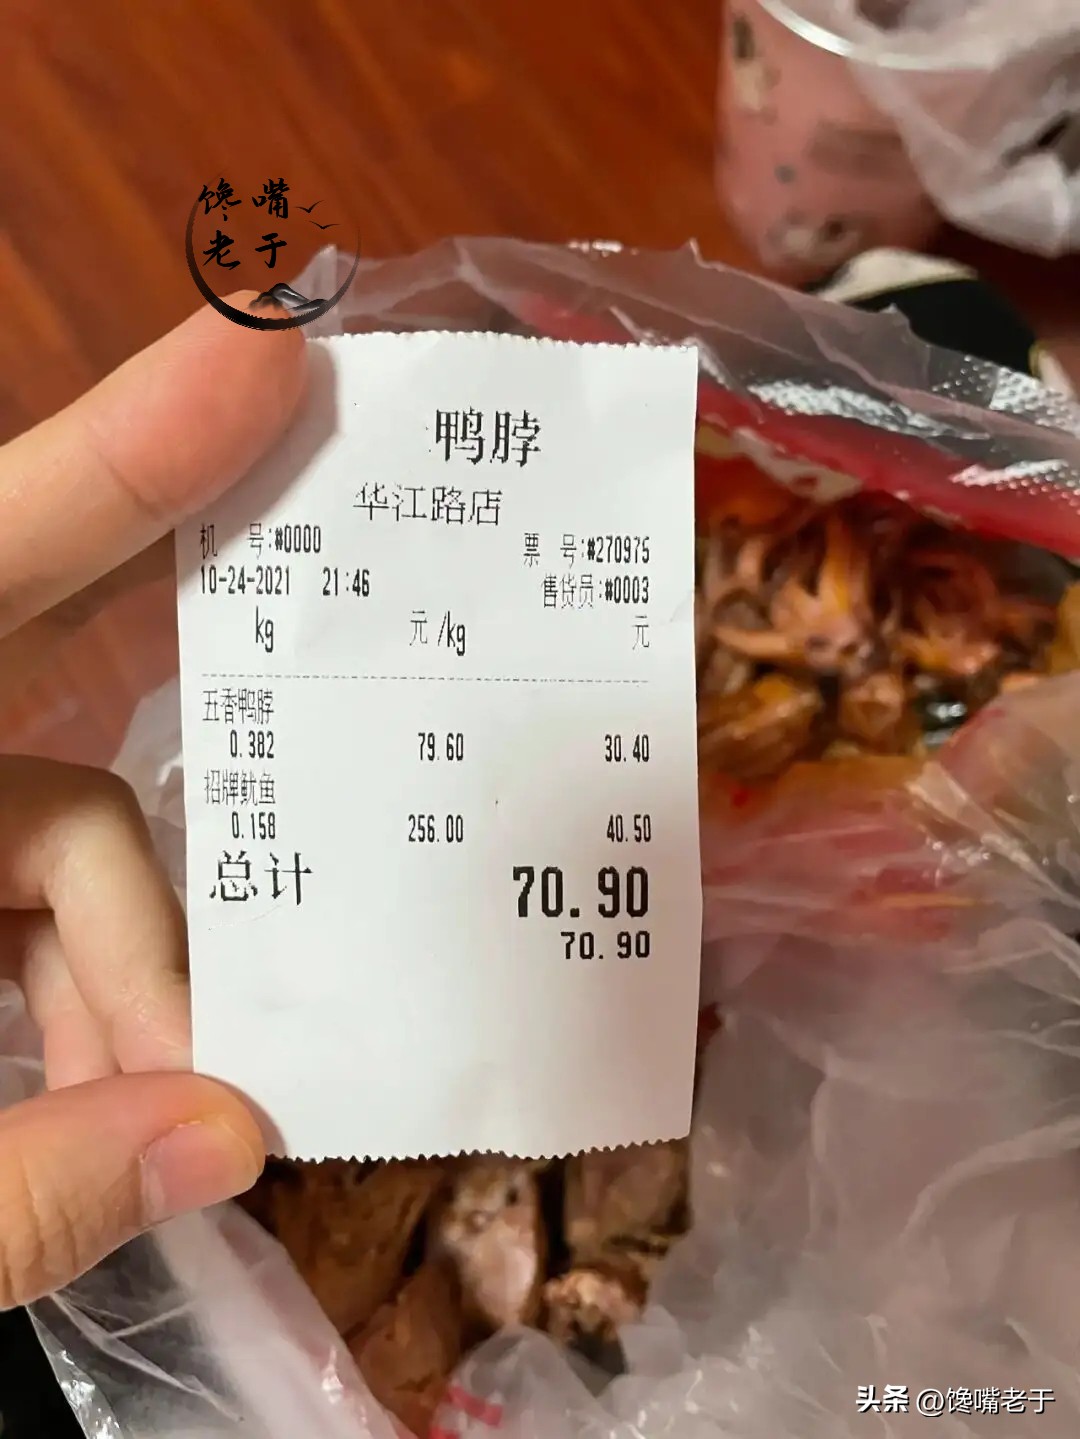 馋嘴
老于
鸭脖
华江路店
机 号:#0000 票 号:#270975
10-24-2021 21:46 售货员:#0003
kg 元/kg 元
五香鸭脖
0.382 79.60 30.40
招牌鱿鱼
0.158 256.00 40.50
总计 70.90
70.90
头条 @馋嘴老于